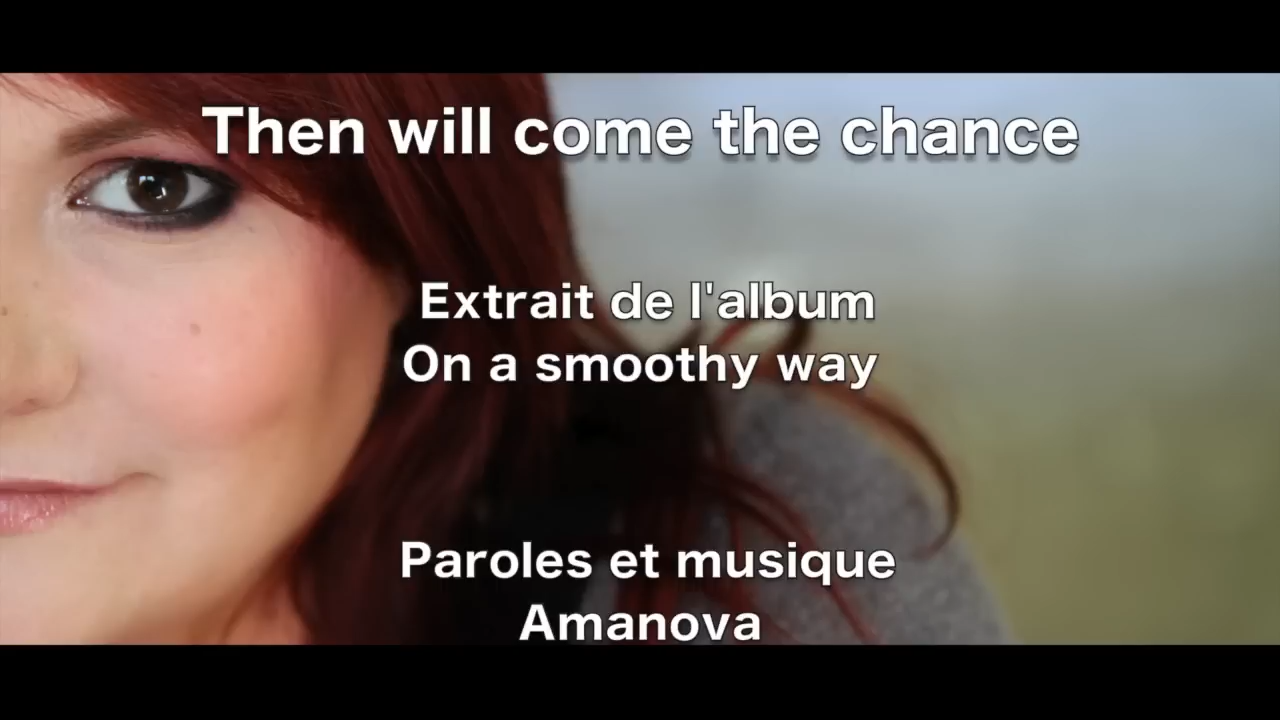 Then will come the chance
Extrait de l'album
On a smoothy way
Paroles et musique
Amanova